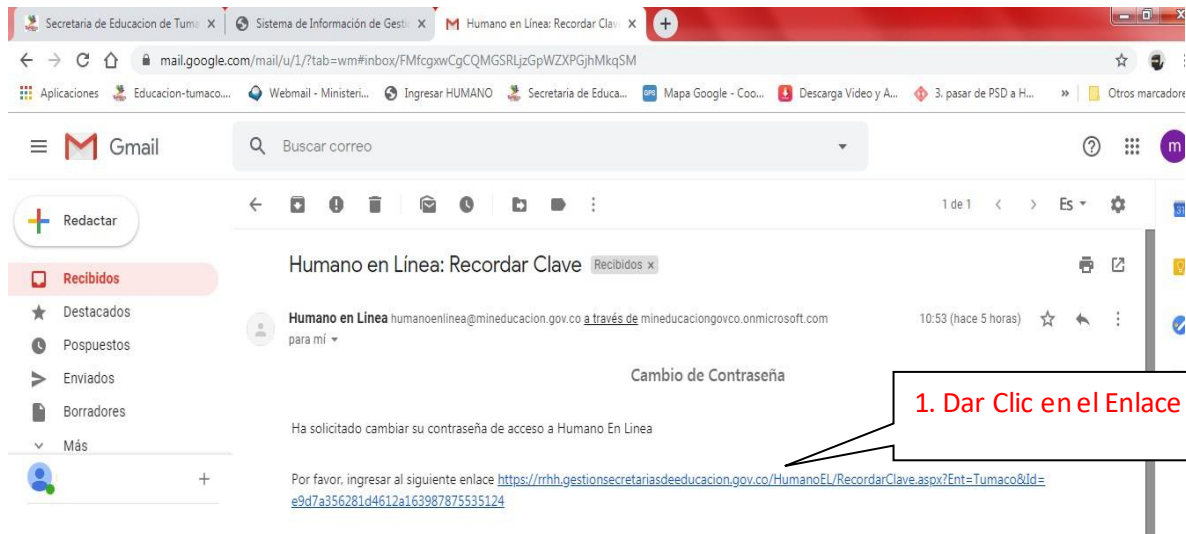 Secretaria de Educacion de Tuma
Sistema de Información de Gesti
Humano en Línea: Recordar Clav
mail.google.com/mail/u/1/?tab=wm#inbox/FMfcgxwCgCQMGSRLjzGpWZXPGjhMkqSM
Aplicaciones Educacion-tumaco.... Webmail - Ministeri... Ingresar HUMANO Secretaria de Educa... Mapa Google - Coo... Descarga Video y A... 3. pasar de PSD a H... » Otros marcadore
Gmail
Buscar correo
m
Redactar
1 de 1
Es
31
Humano en Línea: Recordar Clave Recibidos x
Recibidos
Destacados
Pospuestos
Enviados
Borradores
Más
Humano en Linea humanoenlinea@mineducacion.gov.co a través de mineducaciongovco.onmicrosoft.com
10:53 (hace 5 horas)
para mí
Cambio de Contraseña
1. Dar Clic en el Enlace
Ha solicitado cambiar su contraseña de acceso a Humano En Linea
Por favor, ingresar al siguiente enlace https://rrhh.gestionsecretariasdeeducacion.gov.co/HumanoEL/RecordarClave.aspx?Ent=Tumaco&Id=
e9d7a356281d4612a163987875535124